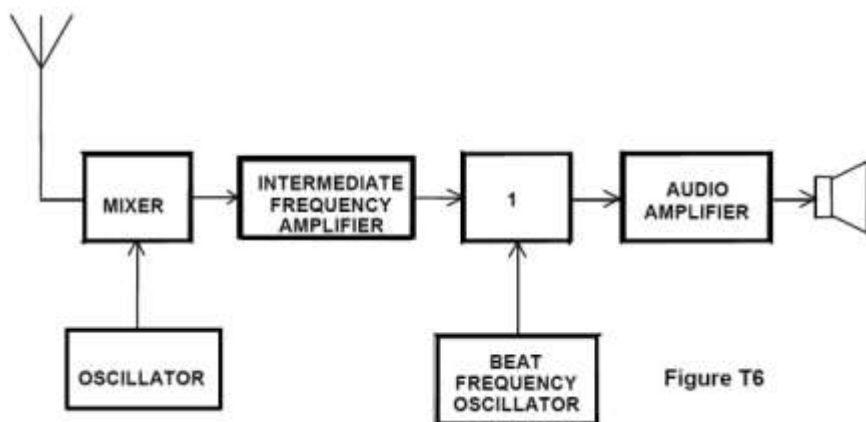 MIXER
INTERMEDIATE
FREQUENCY
AMPLIFIER
1
AUDIO
AMPLIFIER
OSCILLATOR
BEAT
FREQUENCY
OSCILLATOR
Figure T6